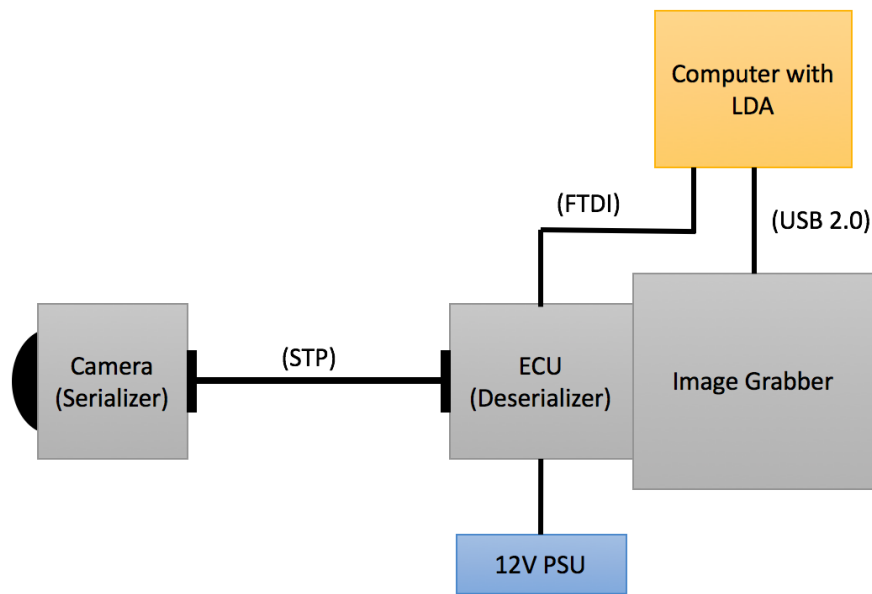 Computer with
LDA
(FTDI)
(USB 2.0)
Camera
(Serializer)
(STP)
ECU
(Deserializer)
Image Grabber
12V PSU